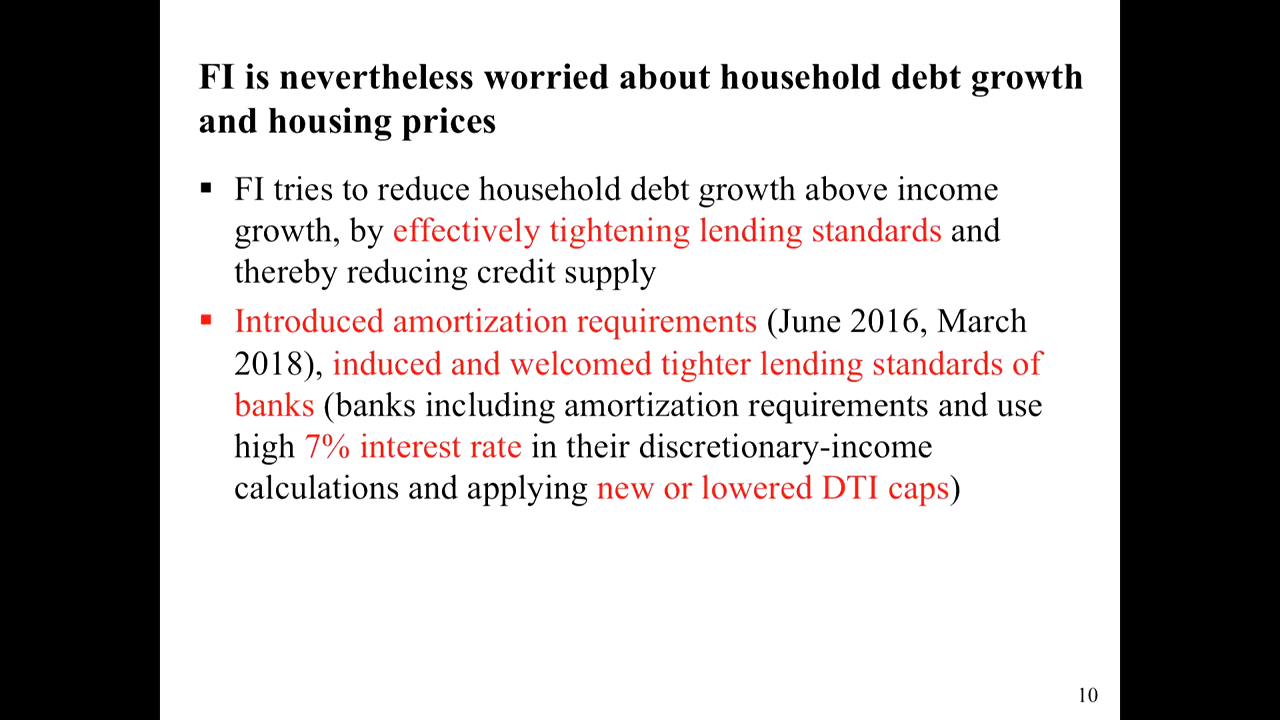 FI is nevertheless worried about household debt growth
and housing prices
▪ FI tries to reduce household debt growth above income
growth, by effectively tightening lending standards and
thereby reducing credit supply
▪ Introduced amortization requirements (June 2016, March
2018), induced and welcomed tighter lending standards of
banks (banks including amortization requirements and use
high 7% interest rate in their discretionary-income
calculations and applying new or lowered DTI caps)
10